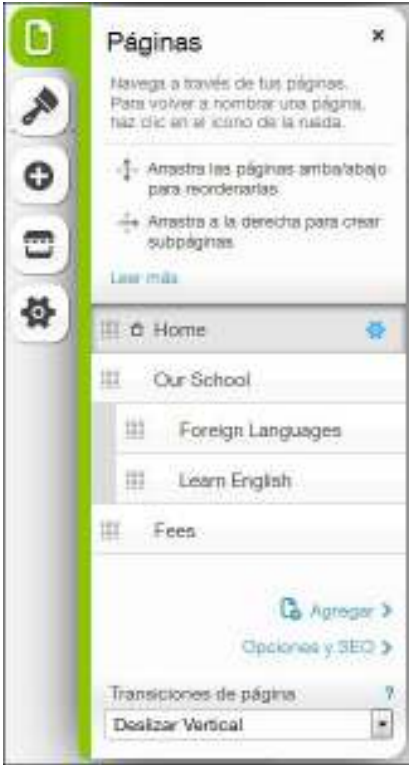 Páginas
×
Navega a través de tus páginas.
Para volver a nombrar una página,
haz clic en el icono de la rueda.
Arrastra las páginas arriba/abajo
para reordenarlas
Arrastra a la derecha para crear
subpáginas
Leer más
Home
Our School
Foreign Languages
Learn English
Fees
Agregar >
Opciones y SEO >
Transiciones de página ?
Deslizar Vertical